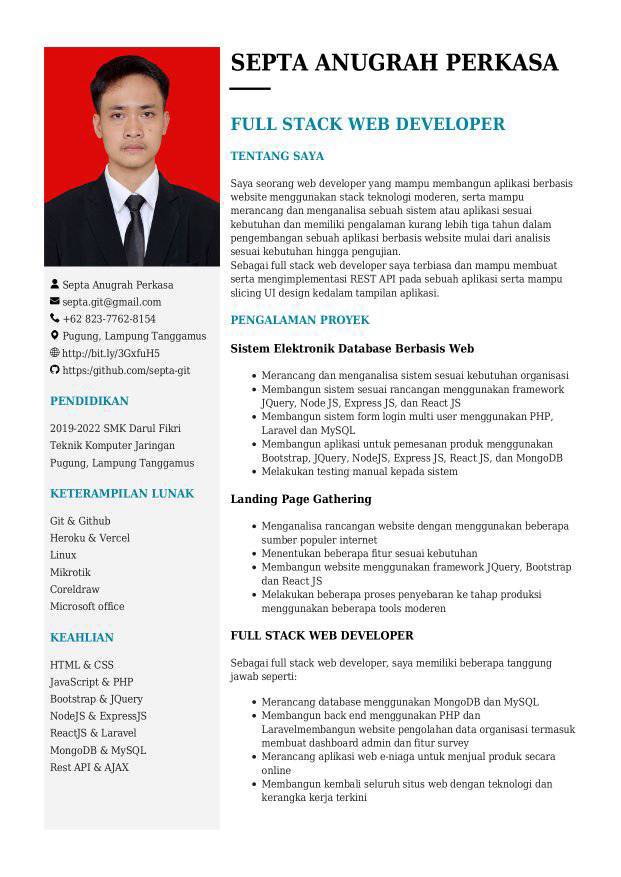 SEPTA ANUGRAH PERKASA
FULL STACK WEB DEVELOPER
TENTANG SAYA
Saya seorang web developer yang mampu membangun aplikasi berbasis
website menggunakan stack teknologi moderen, serta mampu
merancang dan menganalisa sebuah sistem atau aplikasi sesuai
kebutuhan dan memiliki pengalaman kurang lebih tiga tahun dalam
pengembangan sebuah aplikasi berbasis website mulai dari analisis
sesuai kebutuhan hingga pengujian.
Sebagai full stack web developer saya terbiasa dan mampu membuat
serta mengimplementasi REST API pada sebuah aplikasi serta mampu
slicing UI design kedalam tampilan aplikasi.
PENGALAMAN PROYEK
Sistem Elektronik Database Berbasis Web
• Merancang dan menganalisa sistem sesuai kebutuhan organisasi
• Membangun sistem sesuai rancangan menggunakan framework
JQuery, Node JS, Express JS, dan React JS
• Membangun sistem form login multi user menggunakan PHP,
Laravel dan MySQL
• Membangun aplikasi untuk pemesanan produk menggunakan
Bootstrap, JQuery, NodeJS, Express JS, React JS, dan MongoDB
• Melakukan testing manual kepada sistem
Landing Page Gathering
• Menganalisa rancangan website dengan menggunakan beberapa
sumber populer internet
• Menentukan beberapa fitur sesuai kebutuhan
• Membangun website menggunakan framework JQuery, Bootstrap
dan React JS
• Melakukan beberapa proses penyebaran ke tahap produksi
menggunakan beberapa tools moderen
FULL STACK WEB DEVELOPER
Sebagai full stack web developer, saya memiliki beberapa tanggung
jawab seperti:
• Merancang database menggunakan MongoDB dan MySQL
• Membangun back end menggunakan PHP dan
Laravelmembangun website pengolahan data organisasi termasuk
membuat dashboard admin dan fitur survey
• Merancang aplikasi web e-niaga untuk menjual produk secara
online
• Membangun kembali seluruh situs web dengan teknologi dan
kerangka kerja terkini
Septa Anugrah Perkasa
septa.git@gmail.com
+62 823-7762-8154
Pugung, Lampung Tanggamus
http://bit.ly/3GxfuH5
https:/github.com/septa-git
PENDIDIKAN
2019-2022 SMK Darul Fikri
Teknik Komputer Jaringan
Pugung, Lampung Tanggamus
KETERAMPILAN LUNAK
Git & Github
Heroku & Vercel
Linux
Mikrotik
Coreldraw
Microsoft office
KEAHLIAN
HTML & CSS
JavaScript & PHP
Bootstrap & JQuery
NodeJS & ExpressJS
ReactJS & Laravel
MongoDB & MySQL
Rest API & AJAX